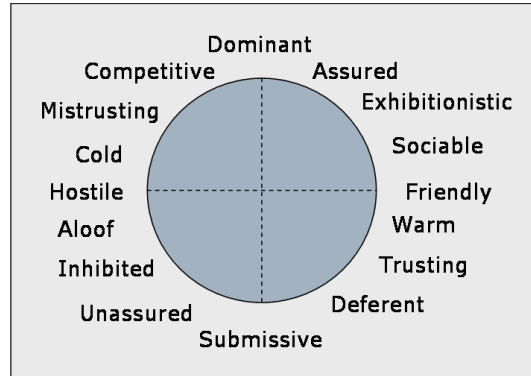 Dominant
Competitive
Assured
Exhibitionistic
Mistrusting
Sociable
Cold
Hostile
Friendly
Aloof
Warm
Inhibited
Trusting
Unassured
Deferent
Submissive